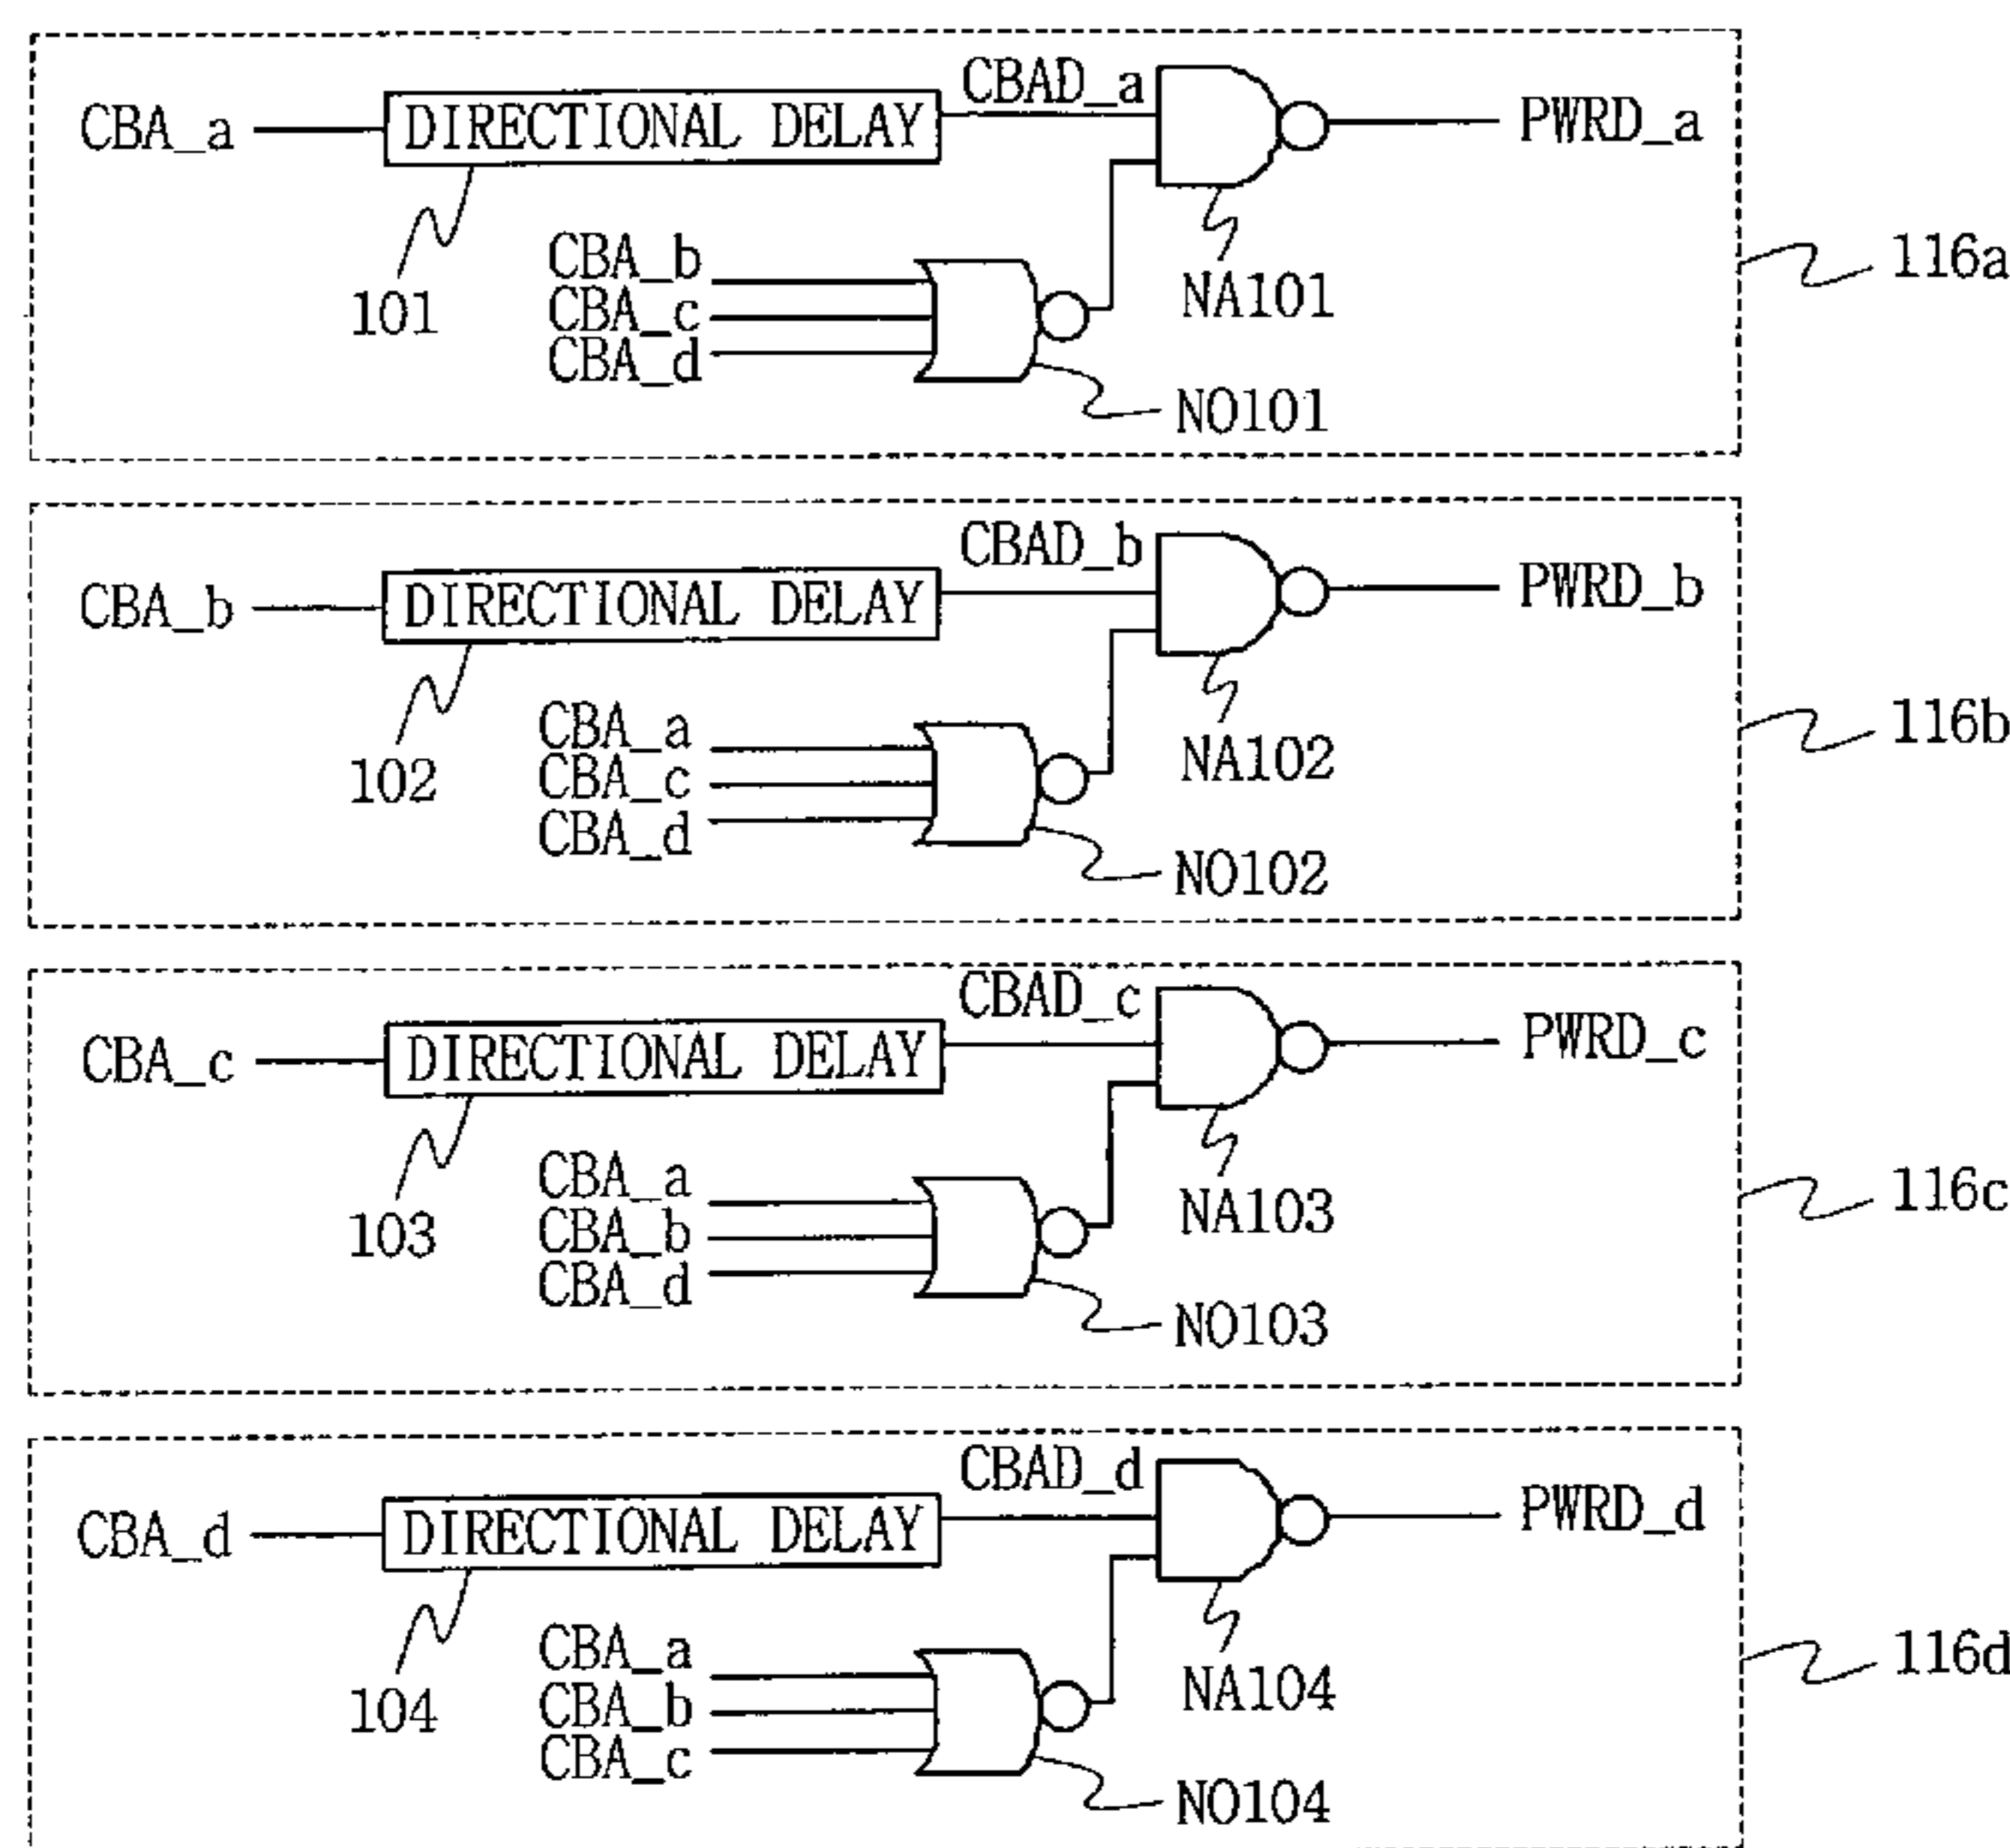 CBAD_a
CBA_a
DIRECTIONAL DELAY
PWRD_a
116a
CBA_b
CBA_c
CBA_d
101
NA101
NO101
CBAD_b
CBA_b
DIRECTIONAL DELAY
PWRD_b
116b
CBA_a
CBA_c
CBA_d
102
NA102
NO102
CBAD_c
CBA_c
DIRECTIONAL DELAY
PWRD_c
116c
CBA_a
CBA_b
CBA_d
103
NA103
NO103
CBAD_d
CBA_d
DIRECTIONAL DELAY
PWRD_d
116d
CBA_a
CBA_b
CBA_c
104
NA104
NO104